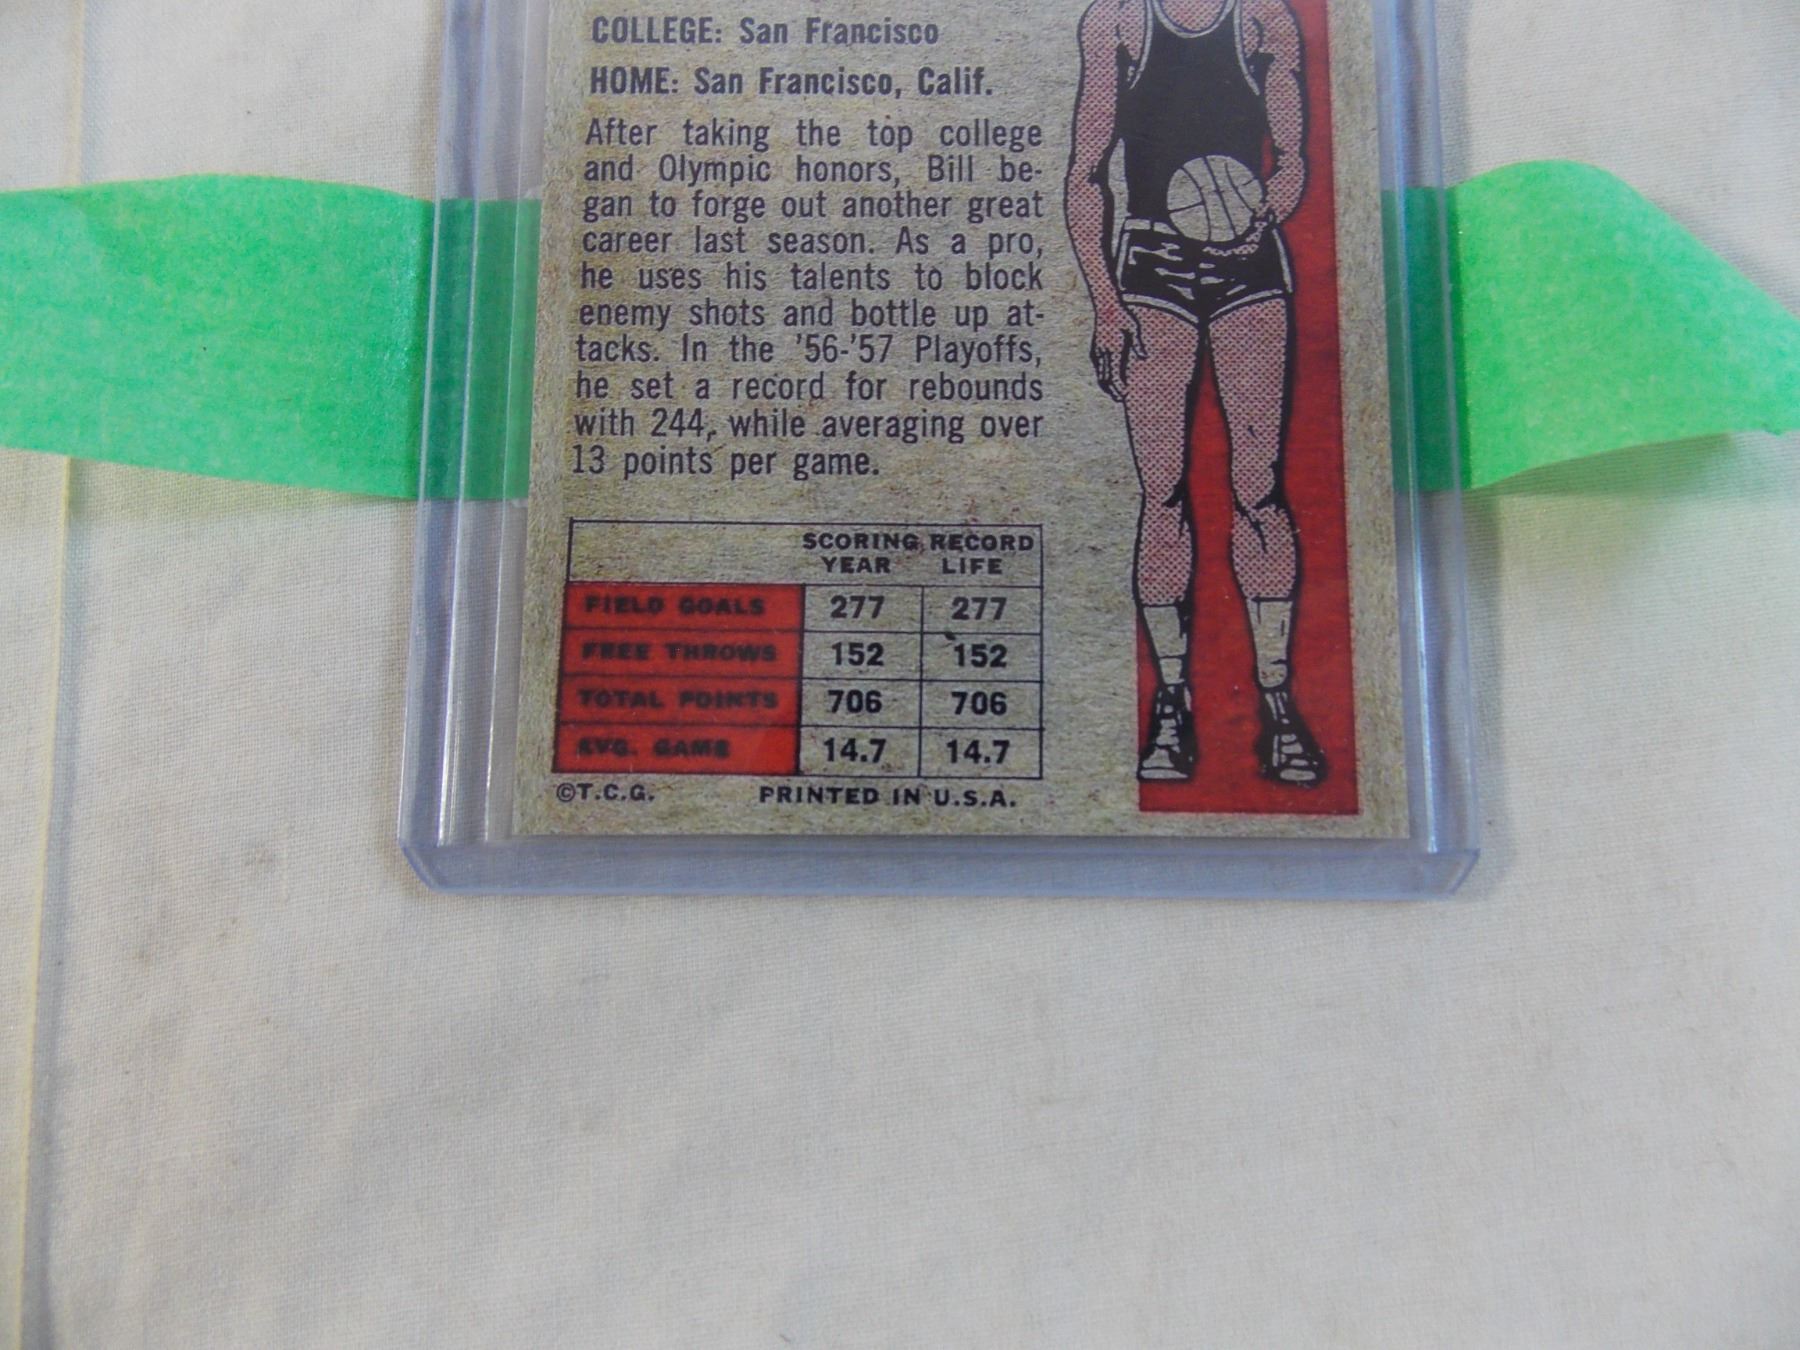 COLLEGE: San Francisco
HOME: San Francisco, Calif.
After taking the top college
and Olympic honors, Bill be-
gan to forge out another great
career last season. As a pro,
he uses his talents to block
enemy shots and bottle up at-
tacks. In the '56-'57 Playoffs,
he set a record for rebounds
with 244, while averaging over
13 points per game.
SCORING RECORD
YEAR LIFE
FIELD GOALS 277 277
FREE THROWS 152 152
TOTAL POINTS 706 706
AVG. GAME 14.7 14.7
©T.C.G. PRINTED IN U.S.A.